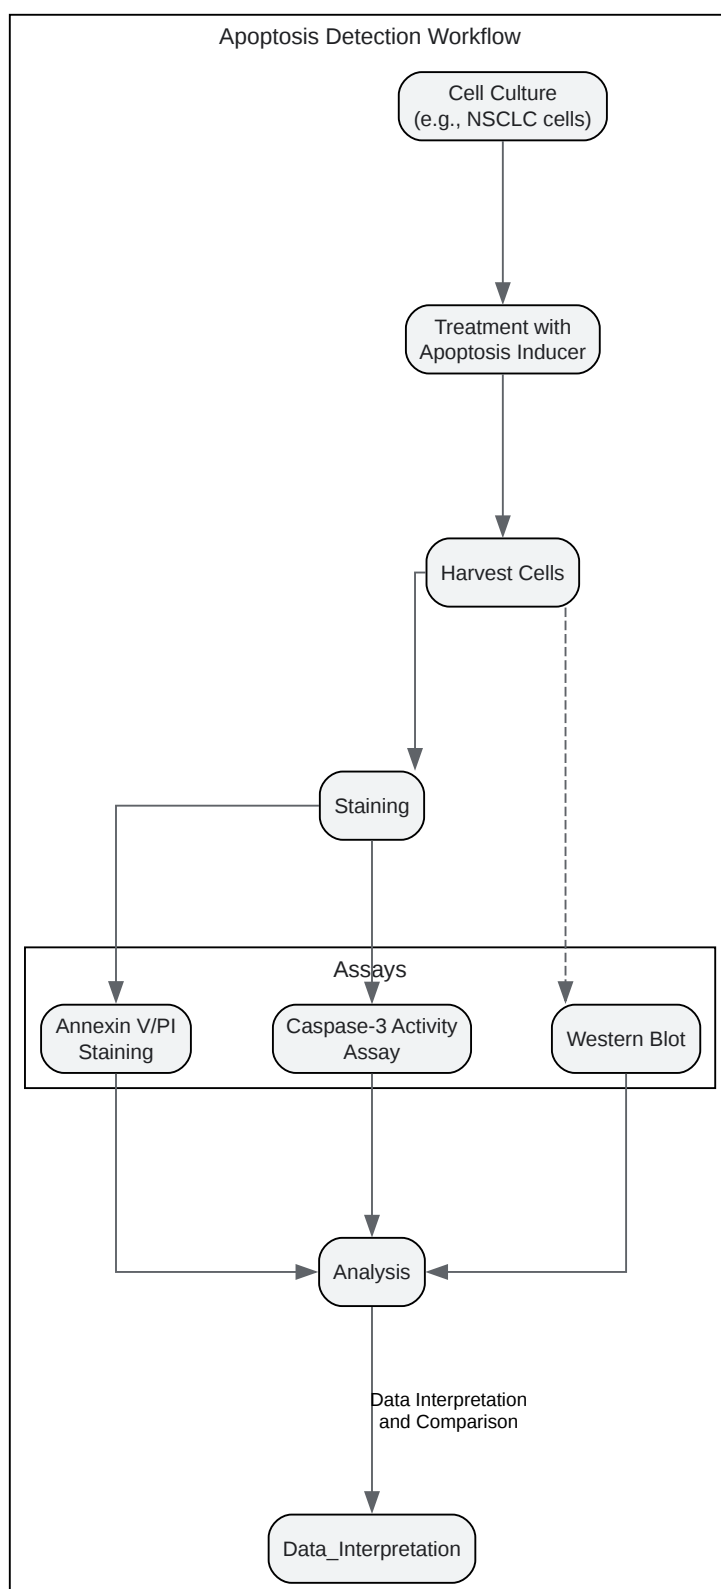 Apoptosis Detection Workflow
Cell Culture
(e.g., NSCLC cells)
Treatment with
Apoptosis Inducer
Harvest Cells
Staining
Assays
Annexin V/PI
Staining
Caspase-3 Activity
Assay
Western Blot
Analysis
Data Interpretation
and Comparison
Data_Interpretation